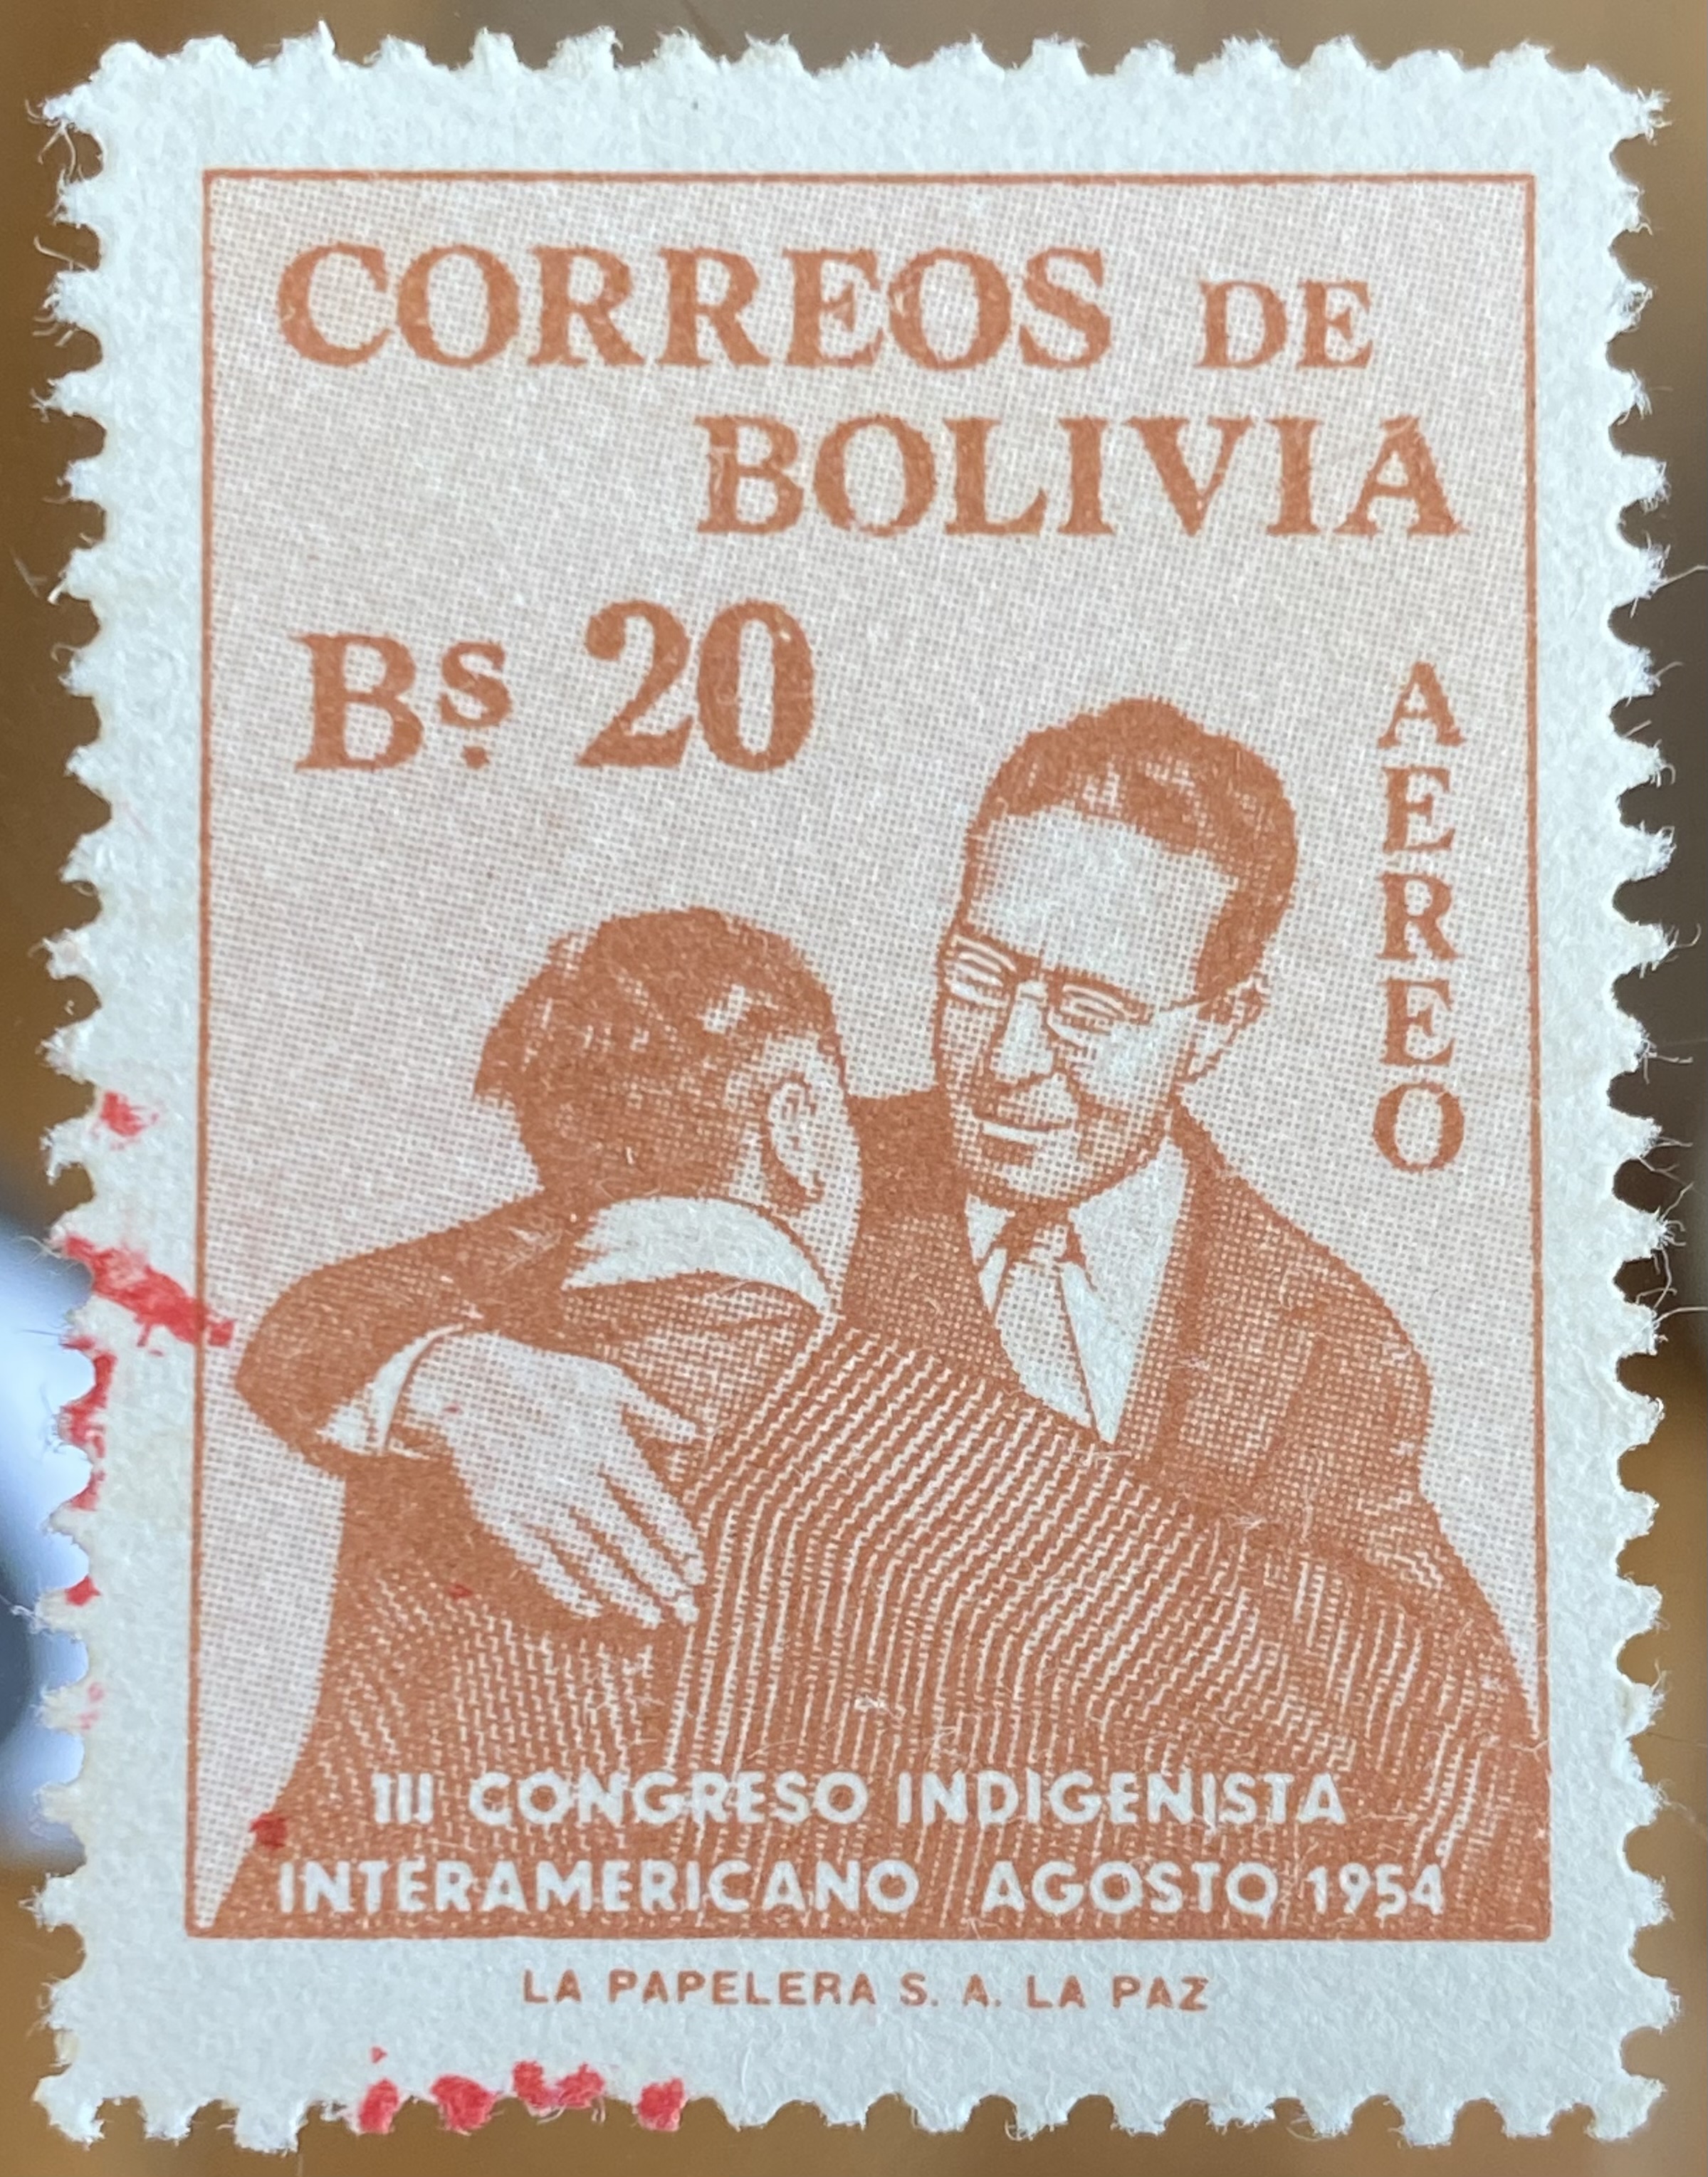 CORREOS DE
BOLIVIA
Bs. 20
AEREO
III CONGRESO INDIGENISTA
INTERAMERICANO AGOSTO 1954
LA PAPELERA S. A. LA PAZ